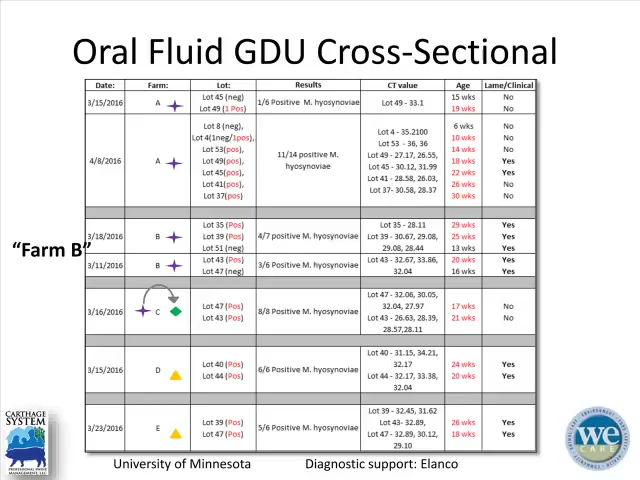 Oral Fluid GDU Cross-Sectional
Date: Farm: Lot: Results CT value Age Lame/Clinical
3/15/2016 A Lot 45 (neg) 1/6 Positive M. hyosynoviae Lot 49 - 33.1 15 wks No
Lot 49 (1 Pos) 19 wks No
4/8/2016 A 11/14 positive M. hyosynoviae
Lot 8 (neg), 6 wks No
Lot 4(1neg/1pos), Lot 4 - 35.2100 10 wks No
Lot 53(pos), Lot 53 - 36, 36 14 wks No
Lot 49(pos), Lot 49 - 27.17, 26.55, 18 wks Yes
Lot 45(pos), Lot 45 - 30.12, 31.99 22 wks Yes
Lot 41(pos), Lot 41 - 28.58, 26.03, 26 wks No
Lot 37(pos) Lot 37- 30.58, 28.37 30 wks No
"Farm B"
3/18/2016 B 4/7 positive M. hyosynoviae
Lot 35 (Pos) Lot 35 - 28.11 29 wks Yes
Lot 39 (Pos) Lot 39 - 30.67, 29.08, 25 wks Yes
Lot 51 (neg) 29.08, 28.44 13 wks Yes
3/11/2016 B 3/6 Positive M. hyosynoviae
Lot 43 (Pos) Lot 43 - 32.67, 33.86, 20 wks Yes
Lot 47 (neg) 32.04 16 wks Yes
3/16/2016 C 8/8 Positive M. hyosynoviae
Lot 47 - 32.06, 30.05,
Lot 47 (Pos) 32.04, 27.97 17 wks No
Lot 43 (Pos) Lot 43 - 26.63, 28.39, 21 wks No
28.57,28.11
3/15/2016 D 6/6 Positive M. hyosynoviae
Lot 40 - 31.15, 34.21,
Lot 40 (Pos) 32.17 24 wks Yes
Lot 44 (Pos) Lot 44 - 32.17, 33.38, 20 wks Yes
32.04
3/23/2016 E 5/6 Positive M. hyosynoviae
Lot 39 - 32.45, 31.62
Lot 39 (Pos) Lot 43- 32.89, 26 wks Yes
Lot 47 (Pos) Lot 47 - 32.89, 30.12, 18 wks Yes
29.10
CARTHAGE
SYSTEM
PROFESSIONAL SWINE
MANAGEMENT, LLC
University of Minnesota Diagnostic support: Elanco
we
CARE